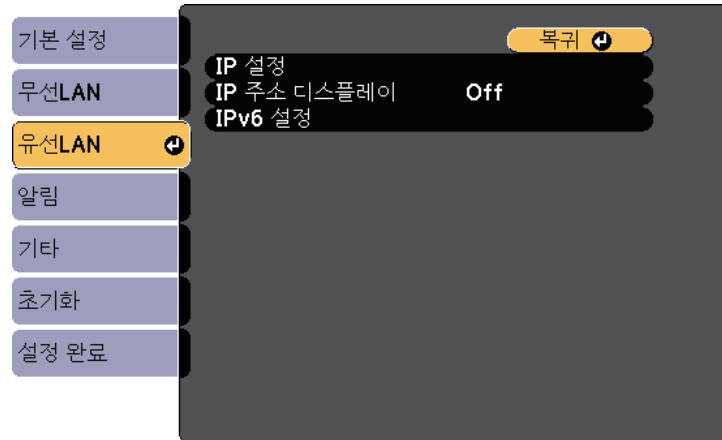 기본 설정
무선LAN
유선LAN
알림
기타
초기화
설정 완료
복귀
IP 설정
IP 주소 디스플레이 Off
IPv6 설정